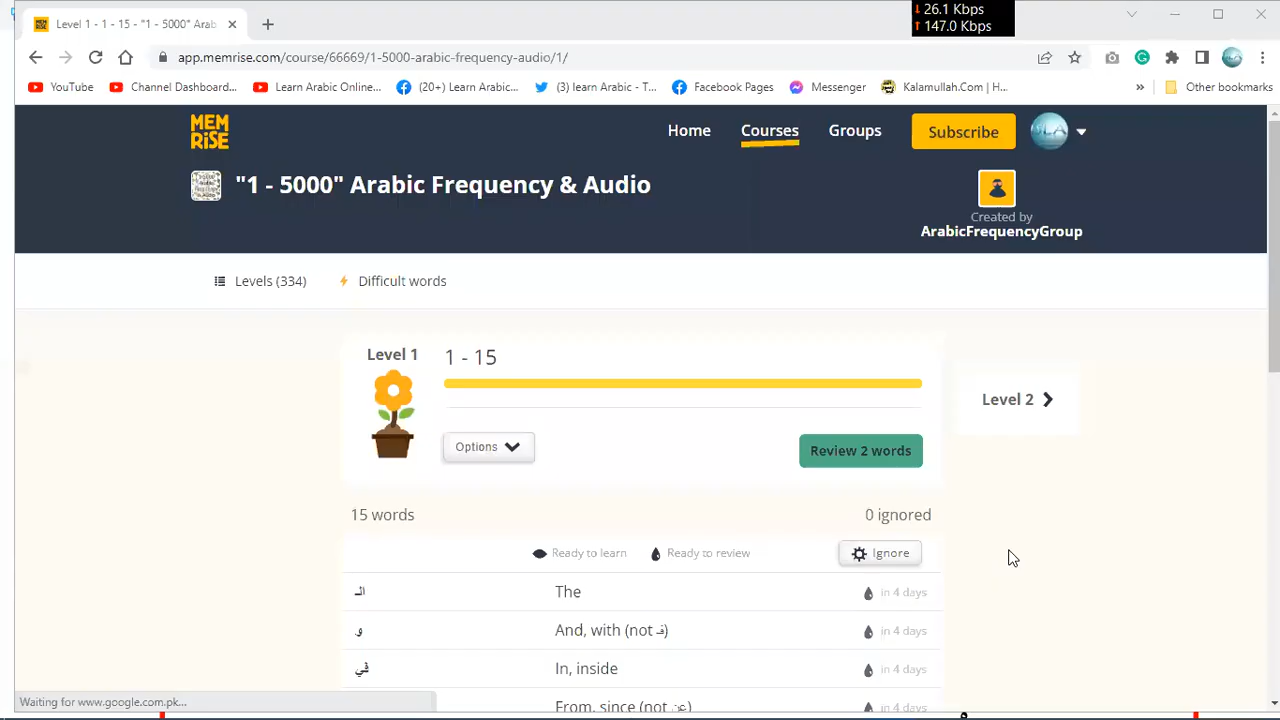 ↓ 26.1 Kbps
↑ 147.0 Kbps
Level 1 - 1 - 15 - "1 - 5000" Arab
app.memrise.com/course/66669/1-5000-arabic-frequency-audio/1/
YouTube
Channel Dashboard...
Learn Arabic Online...
(20+) Learn Arabic...
(3) learn Arabic - T...
Facebook Pages
Messenger
Kalamullah.Com | H...
»
Other bookmarks
MEM
RiSE
Home
Courses
Groups
Subscribe
"1 - 5000" Arabic Frequency & Audio
Created by
ArabicFrequencyGroup
Levels (334)
Difficult words
Level 1
1 - 15
Level 2
Options
Review 2 words
15 words
0 ignored
Ready to learn
Ready to review
Ignore
الـ The in 4 days
و And, with (not فـ) in 4 days
في In, inside in 4 days
From, since (not عن) in 4 days
Waiting for www.google.com.pk...